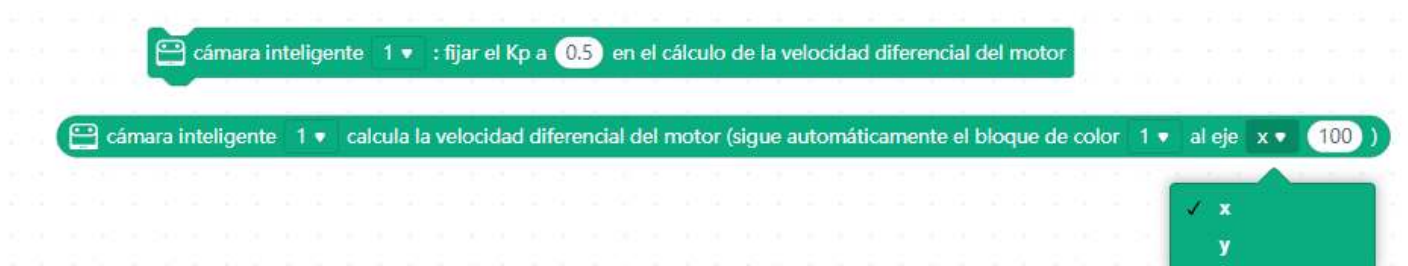 cámara inteligente 1 : fijar el Kp a 0.5 en el cálculo de la velocidad diferencial del motor
cámara inteligente 1 calcula la velocidad diferencial del motor (sigue automáticamente el bloque de color 1 al eje x 100 )
x
y